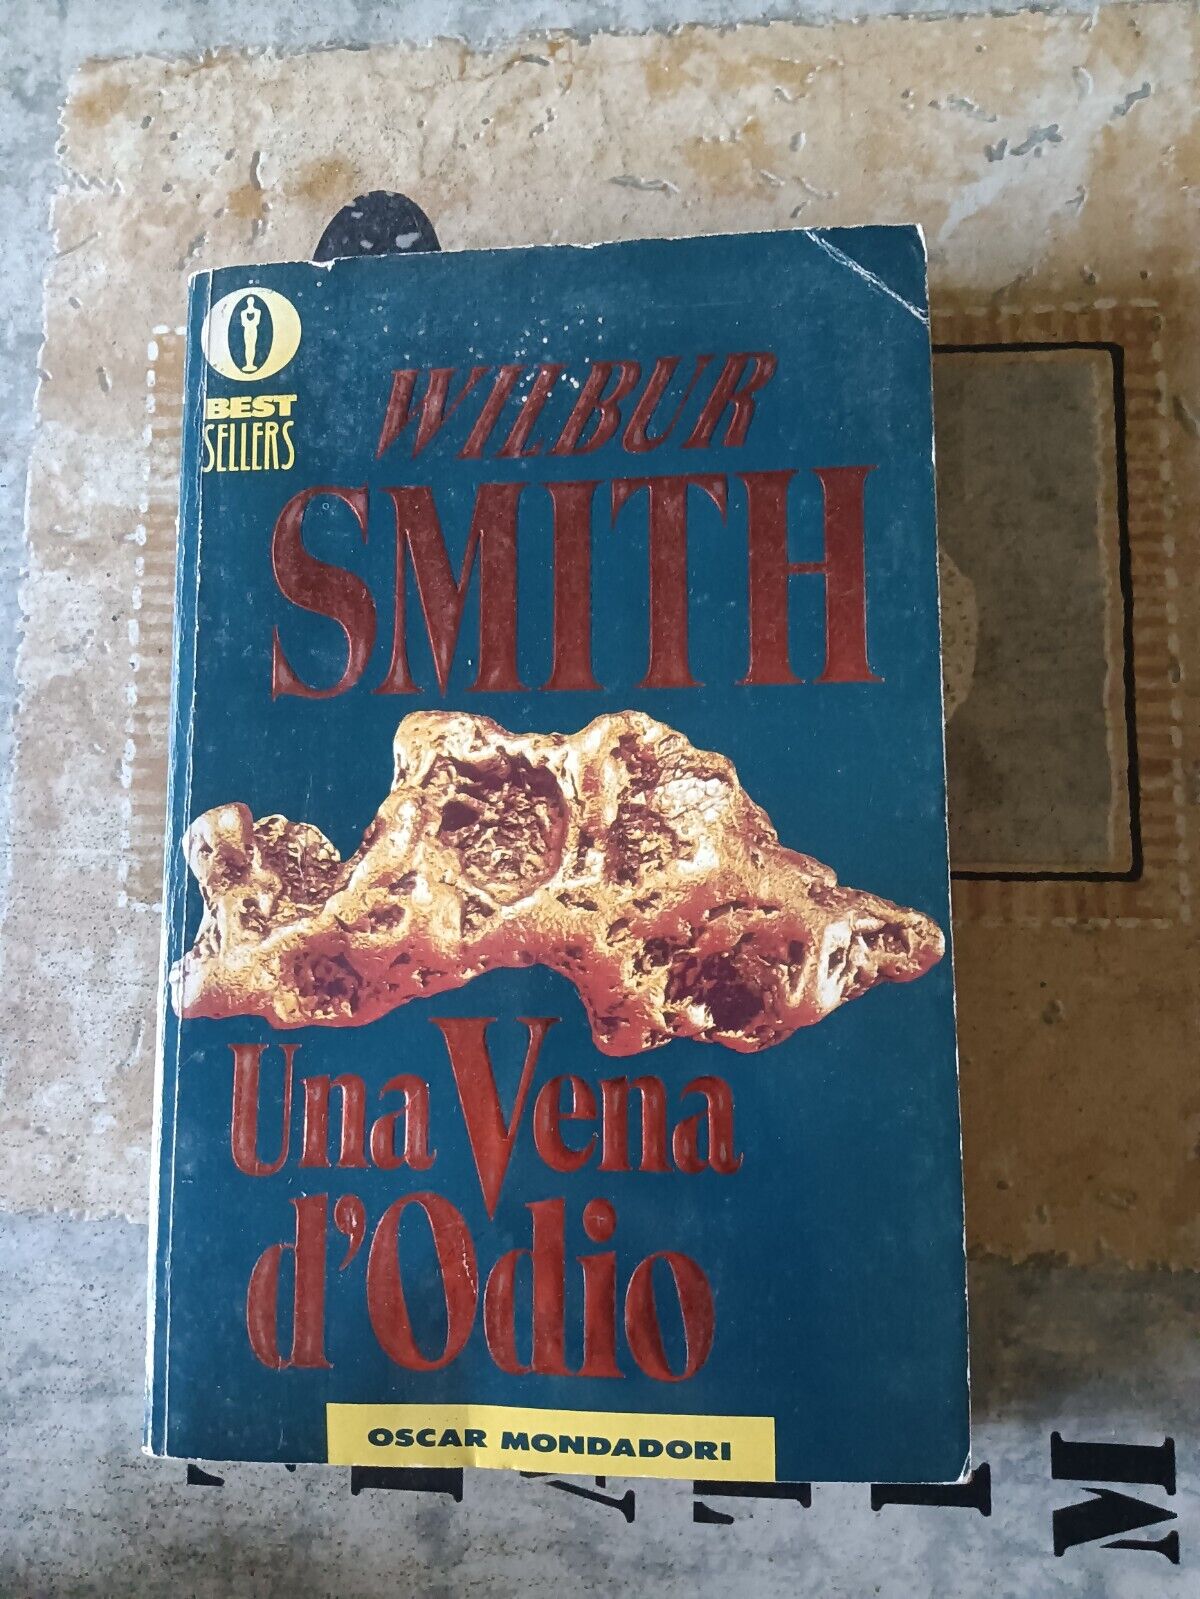 BEST
SELLERS
WILBUR
SMITH
Una Vena
d'Odio
OSCAR MONDADORI